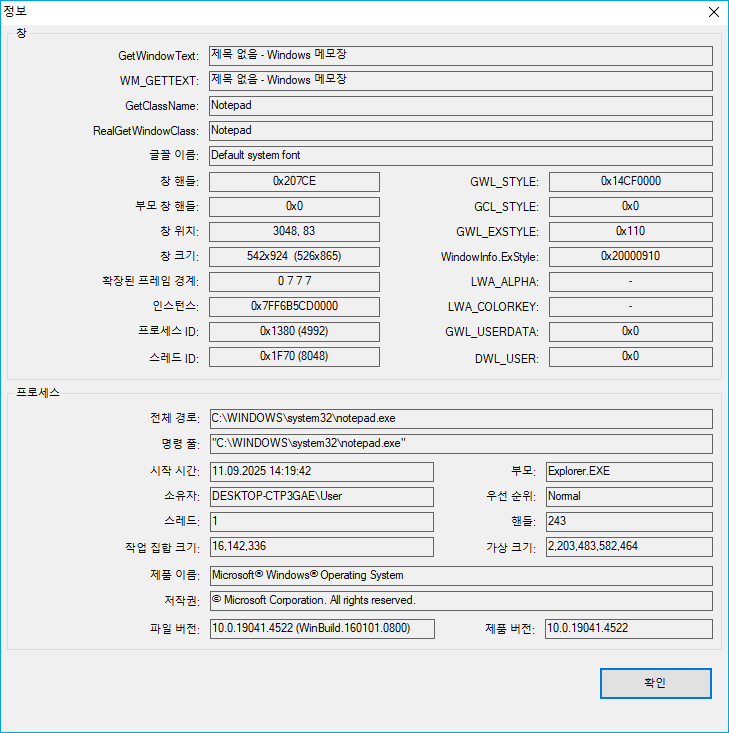 정보
창
GetWindowText: 제목 없음 - Windows 메모장
WM_GETTEXT: 제목 없음 - Windows 메모장
GetClassName: Notepad
RealGetWindowClass: Notepad
글꼴 이름: Default system font
창 핸들: 0x207CE GWL_STYLE: 0x14CF0000
부모 창 핸들: 0x0 GCL_STYLE: 0x0
창 위치: 3048, 83 GWL_EXSTYLE: 0x110
창 크기: 542x924 (526x865) WindowInfo.ExStyle: 0x20000910
확장된 프레임 경계: 0 7 7 7 LWA_ALPHA: -
인스턴스: 0x7FF6B5CD0000 LWA_COLORKEY: -
프로세스 ID: 0x1380 (4992) GWL_USERDATA: 0x0
스레드 ID: 0x1F70 (8048) DWL_USER: 0x0
프로세스
전체 경로: C:\WINDOWS\system32\notepad.exe
명령 줄: "C:\WINDOWS\system32\notepad.exe"
시작 시간: 11.09.2025 14:19:42 부모: Explorer.EXE
소유자: DESKTOP-CTP3GAE\User 우선 순위: Normal
스레드: 1 핸들: 243
작업 집합 크기: 16,142,336 가상 크기: 2,203,483,582,464
제품 이름: Microsoft® Windows® Operating System
저작권: © Microsoft Corporation. All rights reserved.
파일 버전: 10.0.19041.4522 (WinBuild.160101.0800) 제품 버전: 10.0.19041.4522
확인